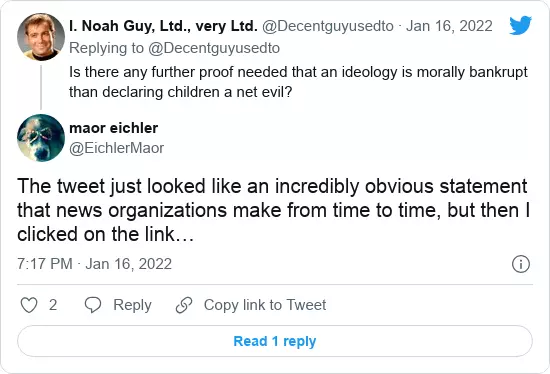 I. Noah Guy, Ltd., very Ltd. @Decentguyusedto · Jan 16, 2022
Replying to @Decentguyusedto
Is there any further proof needed that an ideology is morally bankrupt
than declaring children a net evil?
maor eichler
@EichlerMaor
The tweet just looked like an incredibly obvious statement
that news organizations make from time to time, but then I
clicked on the link…
7:17 PM · Jan 16, 2022
2 Reply Copy link to Tweet
Read 1 reply